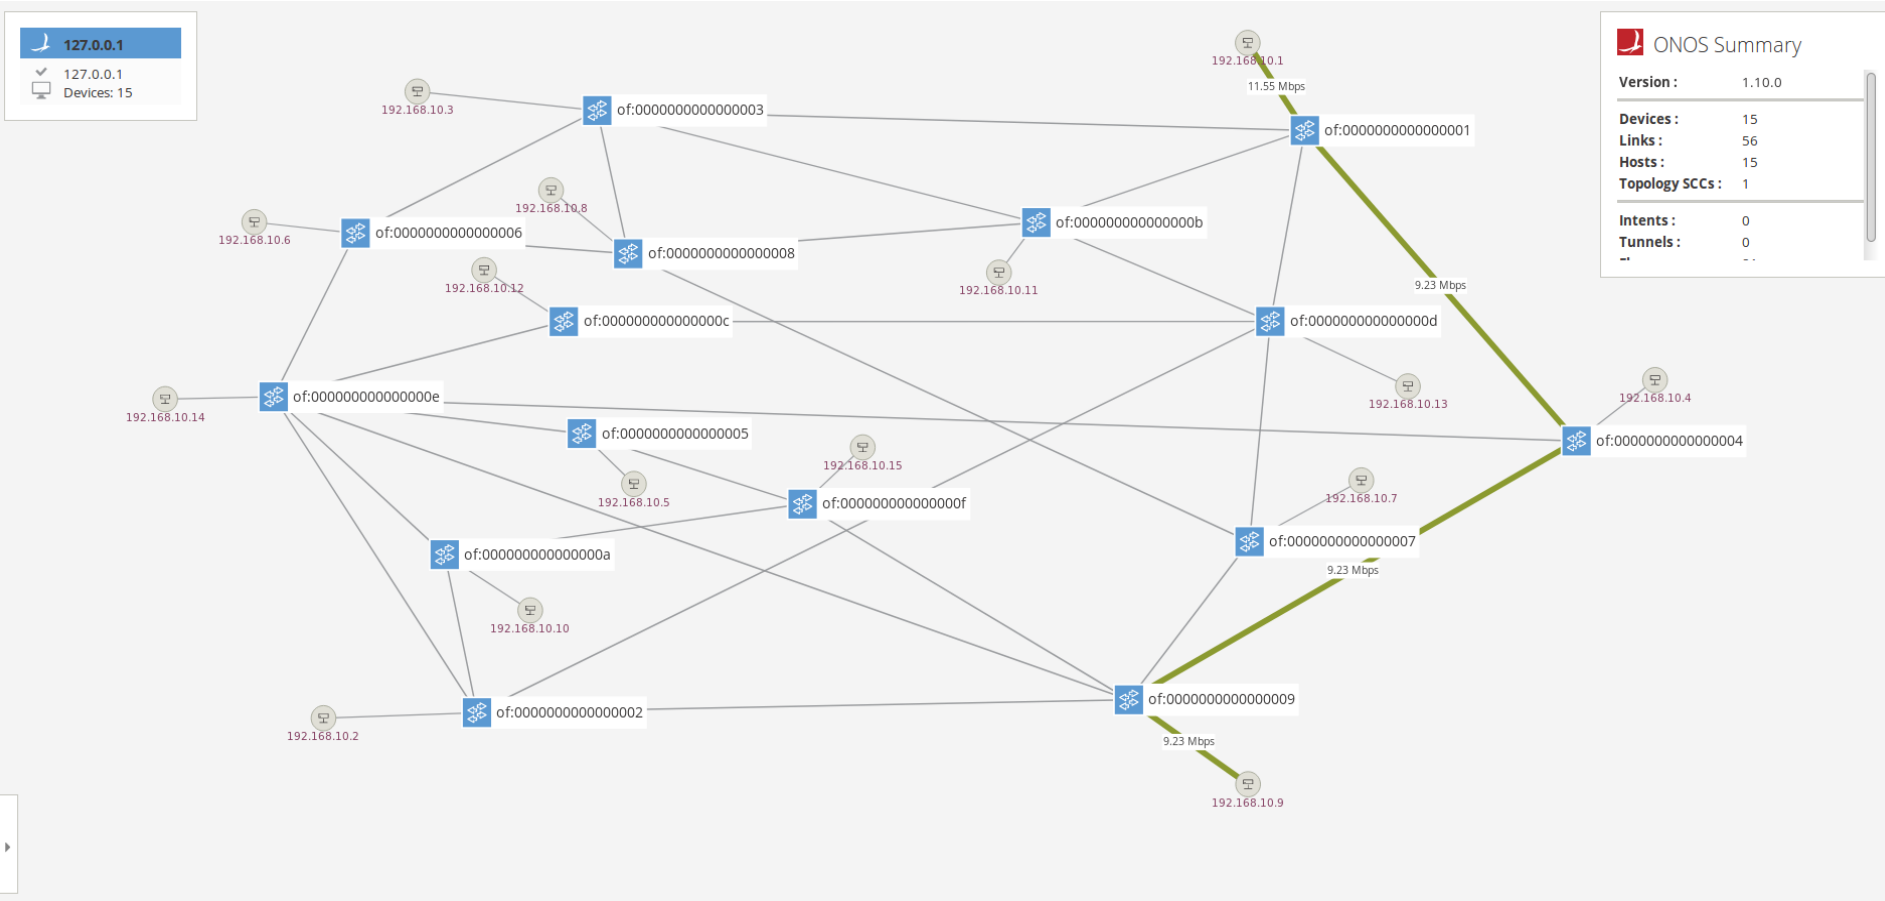 127.0.0.1
127.0.0.1
Devices: 15
ONOS Summary
Version : 1.10.0
Devices : 15
Links : 56
Hosts : 15
Topology SCCs : 1
Intents : 0
Tunnels : 0
192.168.10.1
11.55 Mbps
192.168.10.3
of:0000000000000003
of:0000000000000001
192.168.10.8
192.168.10.6
of:0000000000000006
of:000000000000000b
of:0000000000000008
192.168.10.12
192.168.10.11
9.23 Mbps
of:000000000000000c
of:000000000000000d
192.168.10.14
of:000000000000000e
192.168.10.13
192.168.10.4
of:0000000000000005
of:0000000000000004
192.168.10.15
192.168.10.5
of:000000000000000f
192.168.10.7
of:000000000000000a
of:0000000000000007
9.23 Mbps
192.168.10.10
of:0000000000000002
of:0000000000000009
192.168.10.2
9.23 Mbps
192.168.10.9